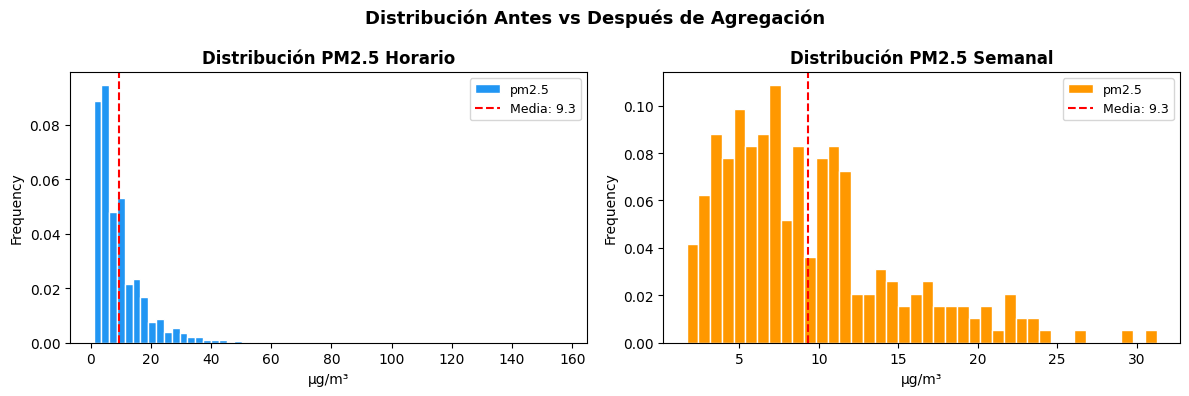 Distribución Antes vs Después de Agregación
Distribución PM2.5 Horario
pm2.5
Media: 9.3
0.08
0.06
0.04
0.02
0.00
Frequency
0 20 40 60 80 100 120 140 160
µg/m³
Distribución PM2.5 Semanal
pm2.5
Media: 9.3
0.10
0.08
0.06
0.04
0.02
0.00
Frequency
5 10 15 20 25 30
µg/m³